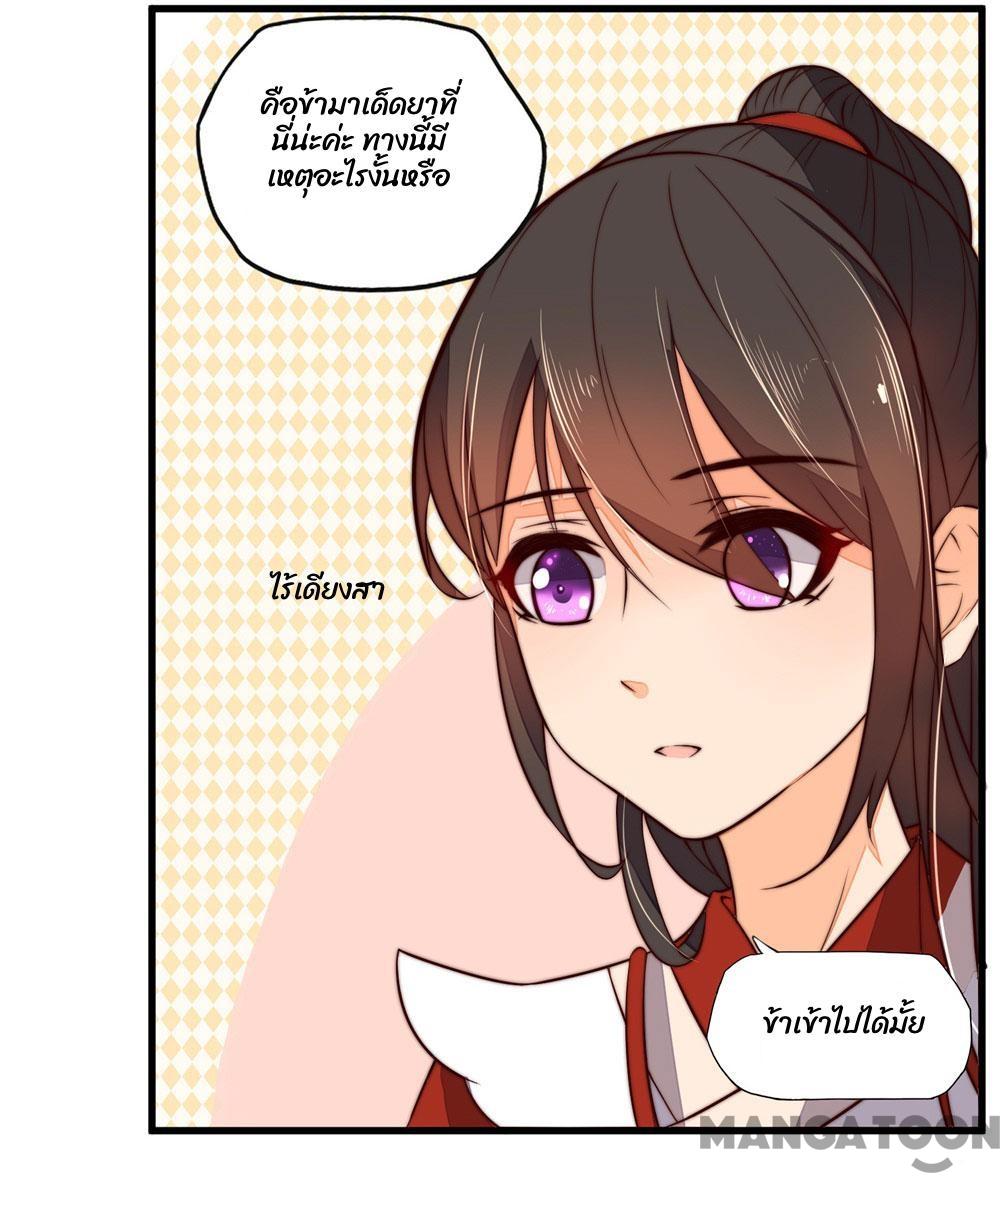 คือข้ามาเด็ดยาที่
นี่น่ะค่ะ ทางนี้มี
เหตุอะไรงั้นหรือ
ไร้เดียงสา
ข้าเข้าไปได้มั้ย
MANGATOON